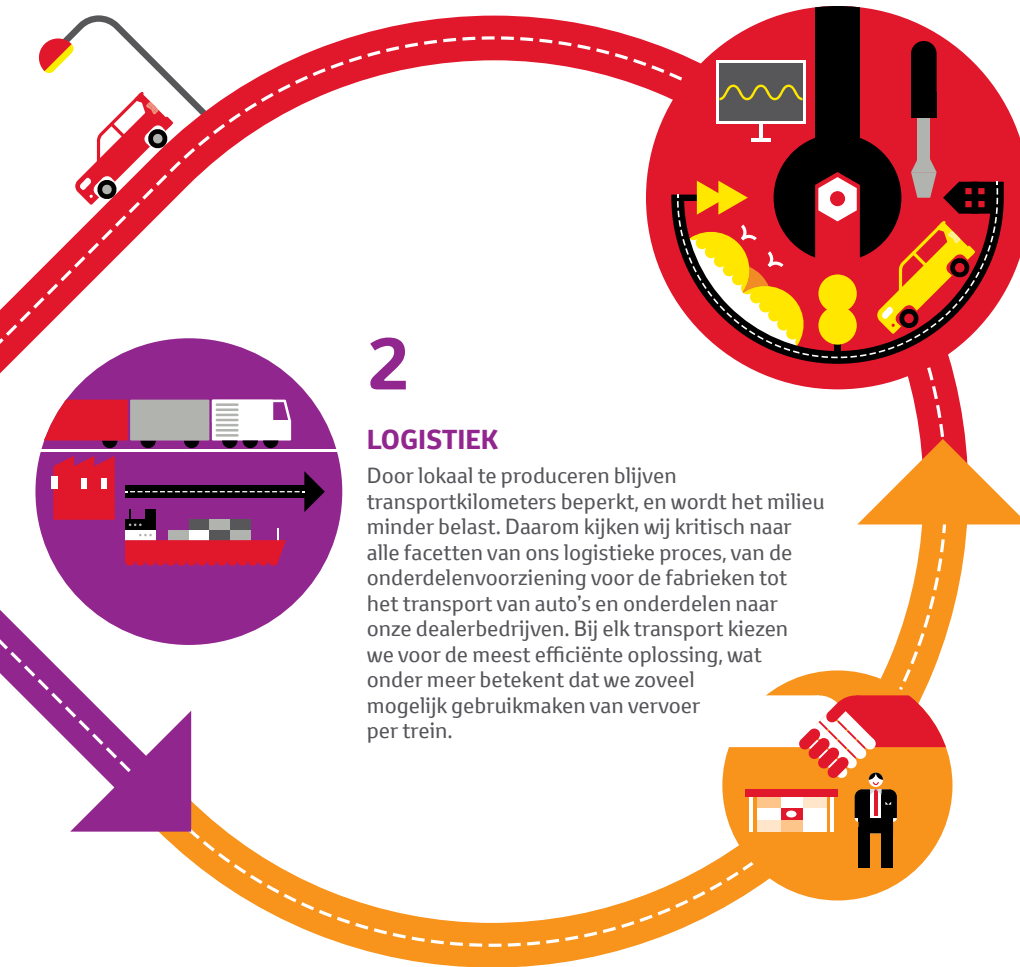 2
LOGISTIEK
Door lokaal te produceren blijven
transportkilometers beperkt, en wordt het milieu
minder belast. Daarom kijken wij kritisch naar
alle facetten van ons logistieke proces, van de
onderdelenvoorziening voor de fabrieken tot
het transport van auto’s en onderdelen naar
onze dealerbedrijven. Bij elk transport kiezen
we voor de meest efficiënte oplossing, wat
onder meer betekent dat we zoveel
mogelijk gebruikmaken van vervoer
per trein.